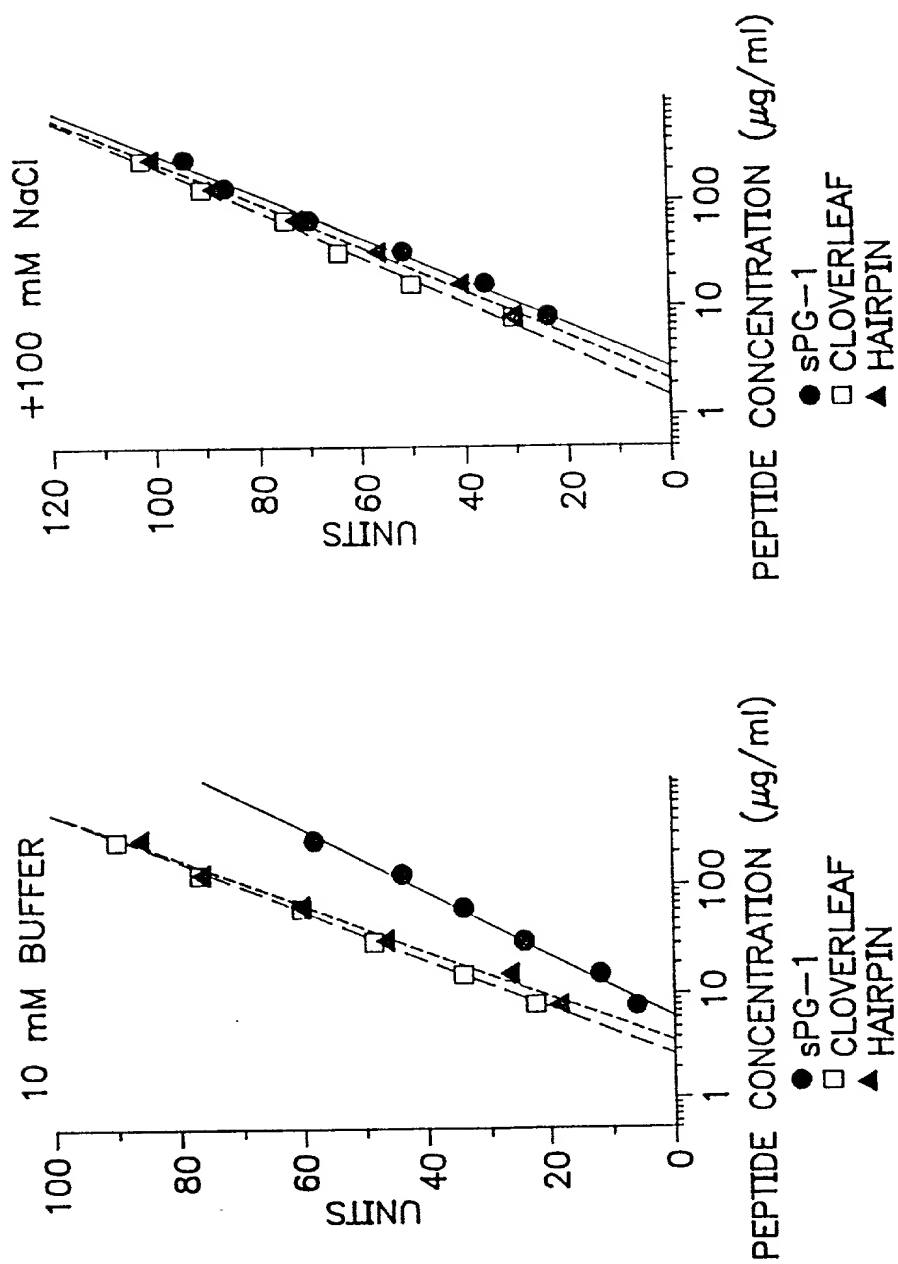 10 mM BUFFER
100
80
60
40
20
0
UNITS
1
10
100
PEPTIDE CONCENTRATION (μg/ml)
● sPG-1
□ CLOVERLEAF
▲ HAIRPIN
+100 mM NaCl
120
100
80
60
40
20
0
UNITS
1
10
100
PEPTIDE CONCENTRATION (μg/ml)
● sPG-1
□ CLOVERLEAF
▲ HAIRPIN